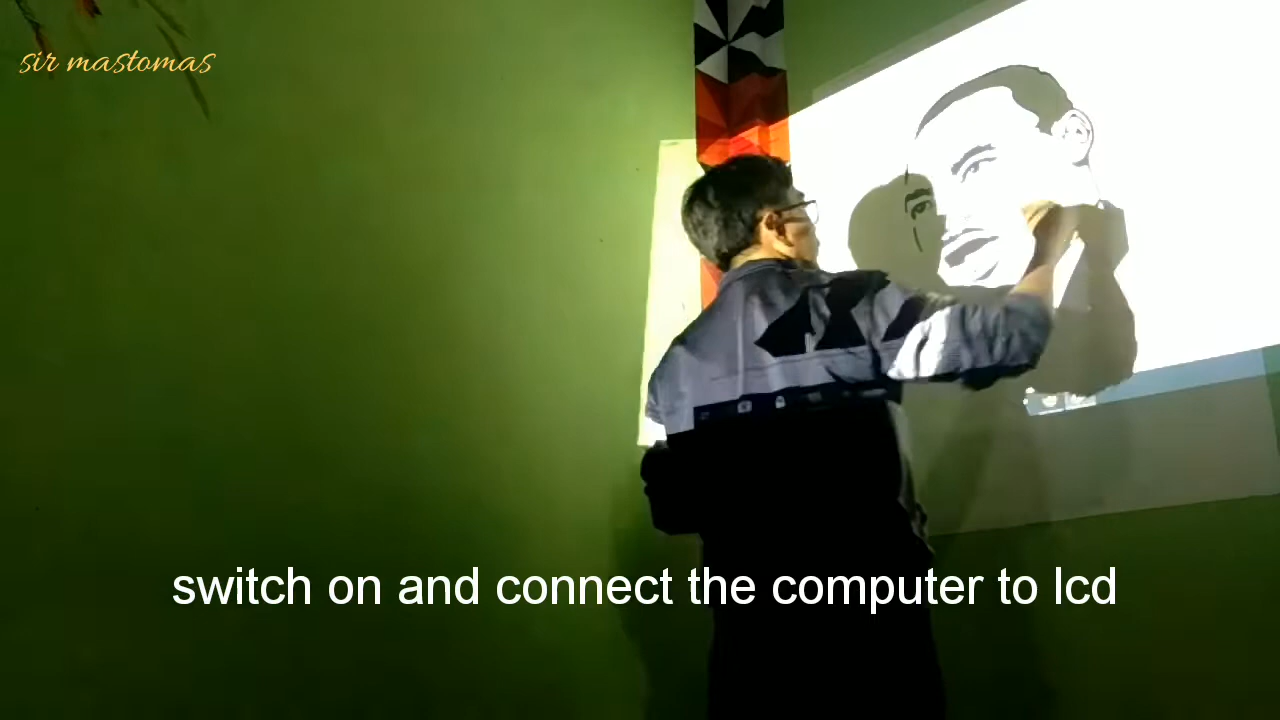 sir mastomas
switch on and connect the computer to lcd